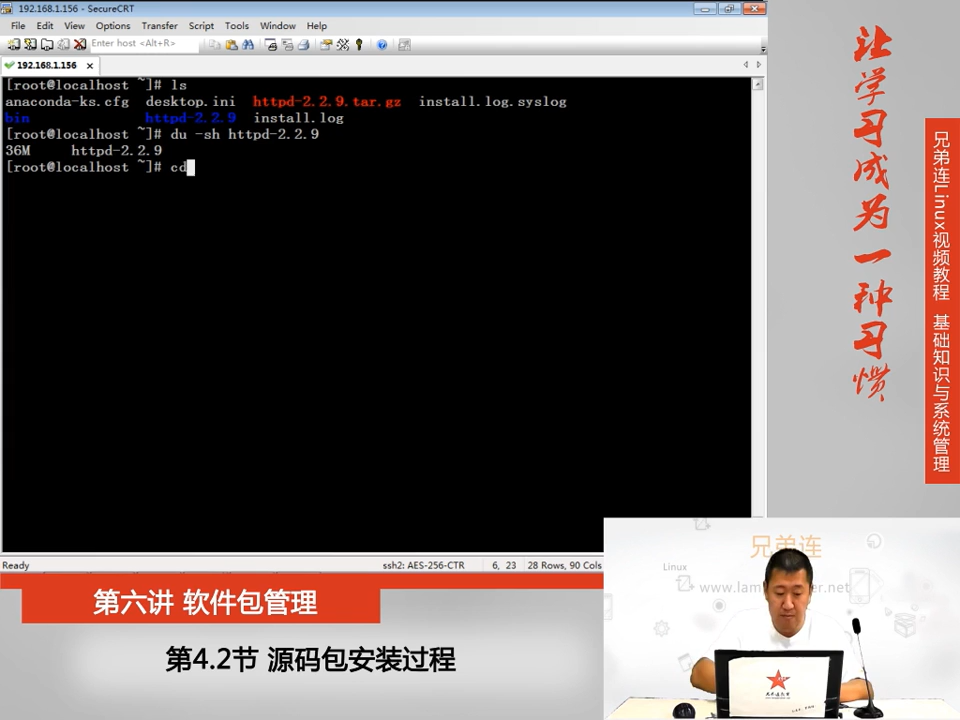 192.168.1.156 - SecureCRT
File Edit View Options Transfer Script Tools Window Help
Enter host <Alt+R>
192.168.1.156
[root@localhost ~]# ls
anaconda-ks.cfg desktop.ini httpd-2.2.9.tar.gz install.log.syslog
bin httpd-2.2.9 install.log
[root@localhost ~]# du -sh httpd-2.2.9
36M httpd-2.2.9
[root@localhost ~]# cd
Ready ssh2: AES-256-CTR 6, 23 28 Rows, 90 Cols
让学习成为一种习惯
兄弟连Linux视频教程 基础知识与系统管理
第六讲 软件包管理
第4.2节 源码包安装过程
兄弟连
Linux